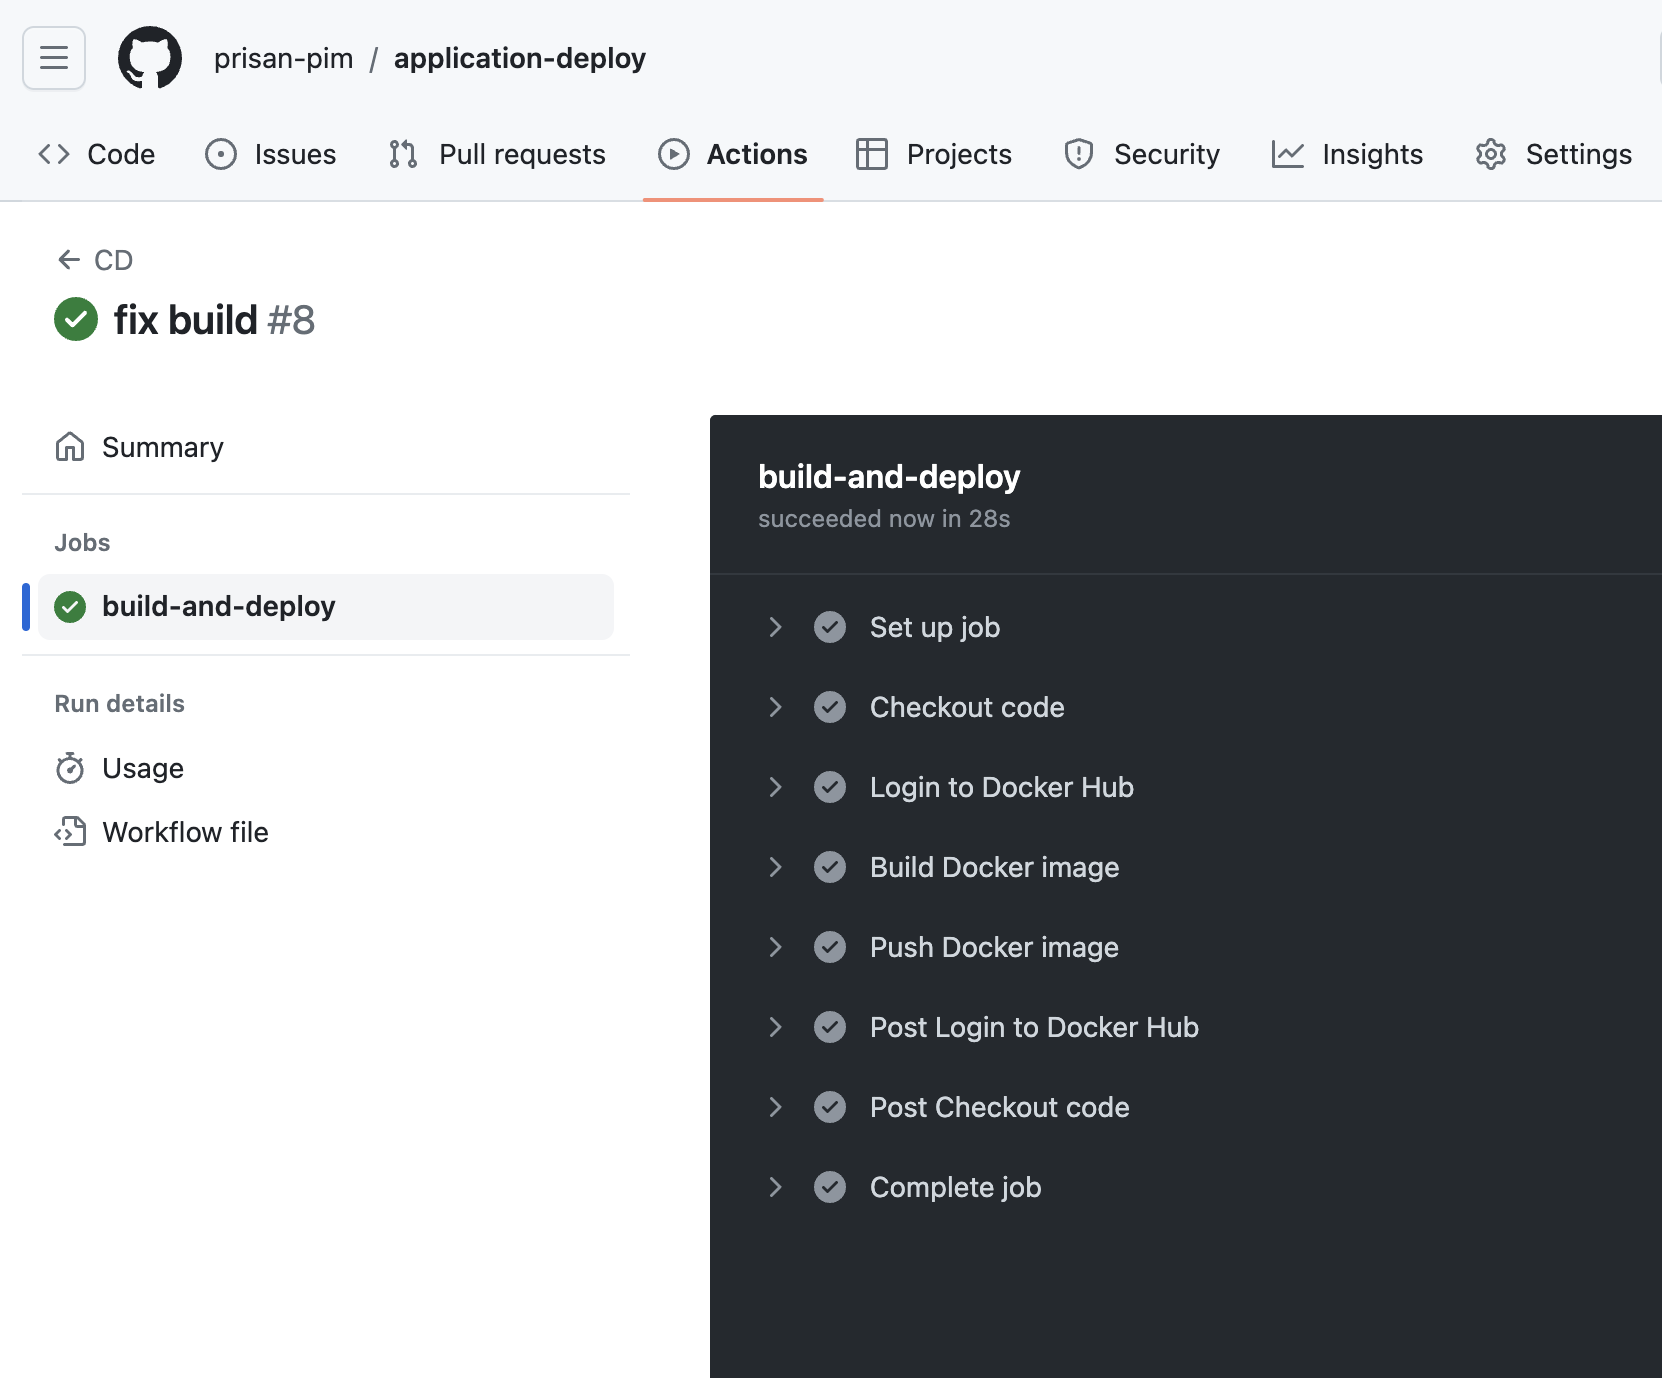 prisan-pim / application-deploy
Code Issues Pull requests Actions Projects Security Insights Settings
CD
fix build #8
Summary
Jobs
build-and-deploy
Run details
Usage
Workflow file
build-and-deploy
succeeded now in 28s
Set up job
Checkout code
Login to Docker Hub
Build Docker image
Push Docker image
Post Login to Docker Hub
Post Checkout code
Complete job